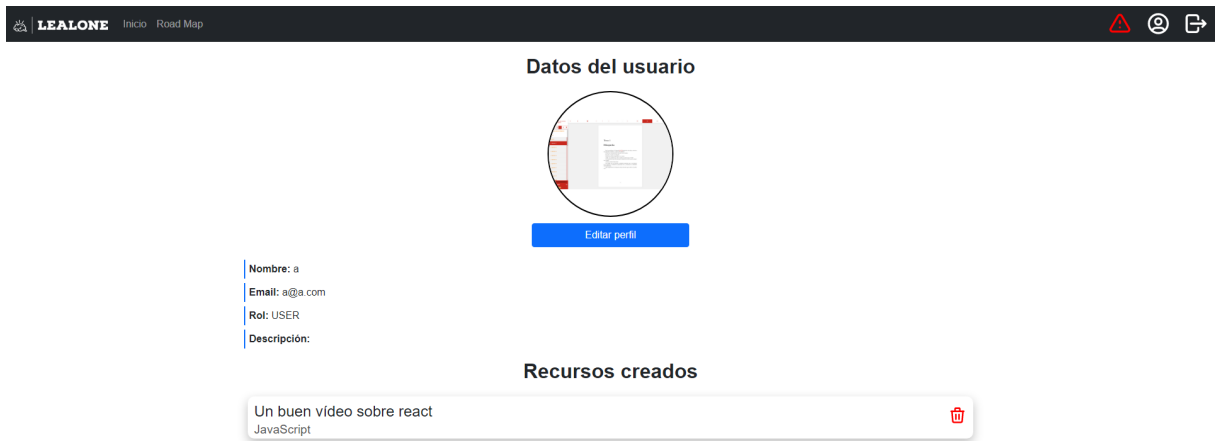 LEALONE Inicio Road Map
Datos del usuario
Editar perfil
Nombre: a
Email: a@a.com
Rol: USER
Descripción:
Recursos creados
Un buen vídeo sobre react
JavaScript